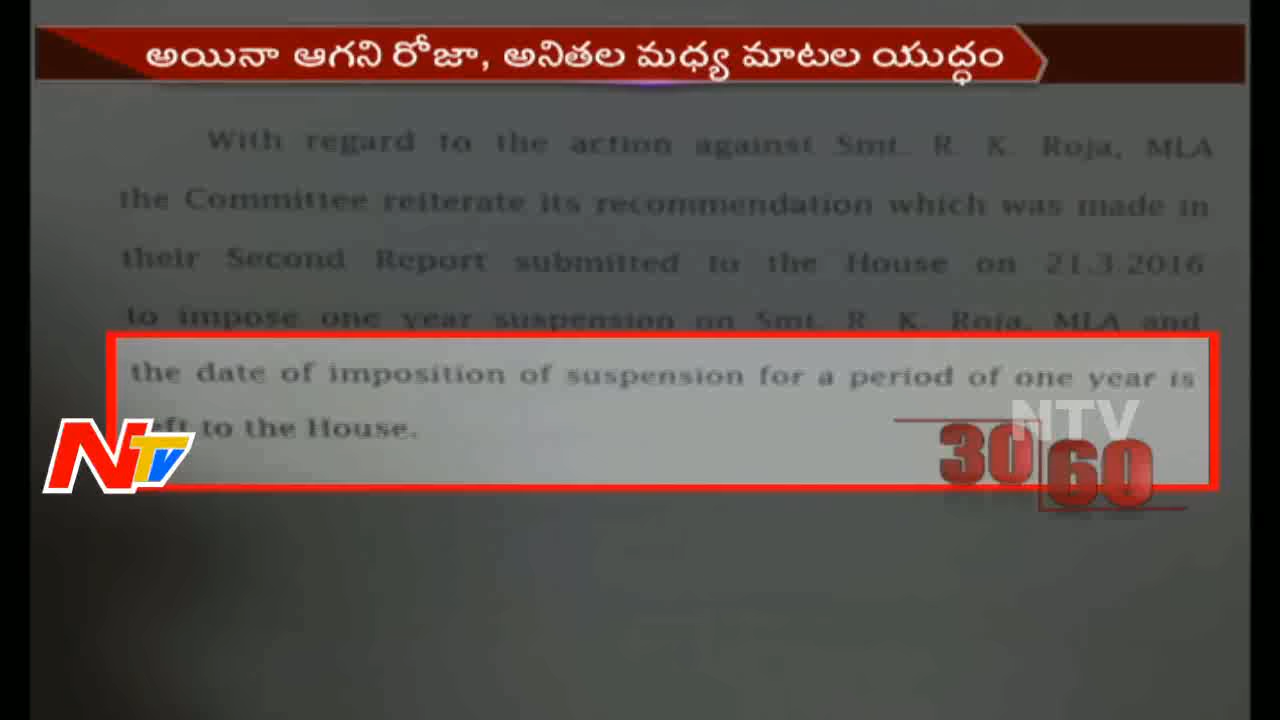 అయినా ఆగని రోజా, అనితల మధ్య మాటల యుద్ధం
With regard to the action against Smt. R. K. Roja, MLA
the Committee reiterate its recommendation which was made in
their Second Report submitted to the House on 21.3.2016
to impose one year suspension on Smt. R. K. Roja, MLA and
the date of imposition of suspension for a period of one year is
left to the House.
NTV
NTV
30
60